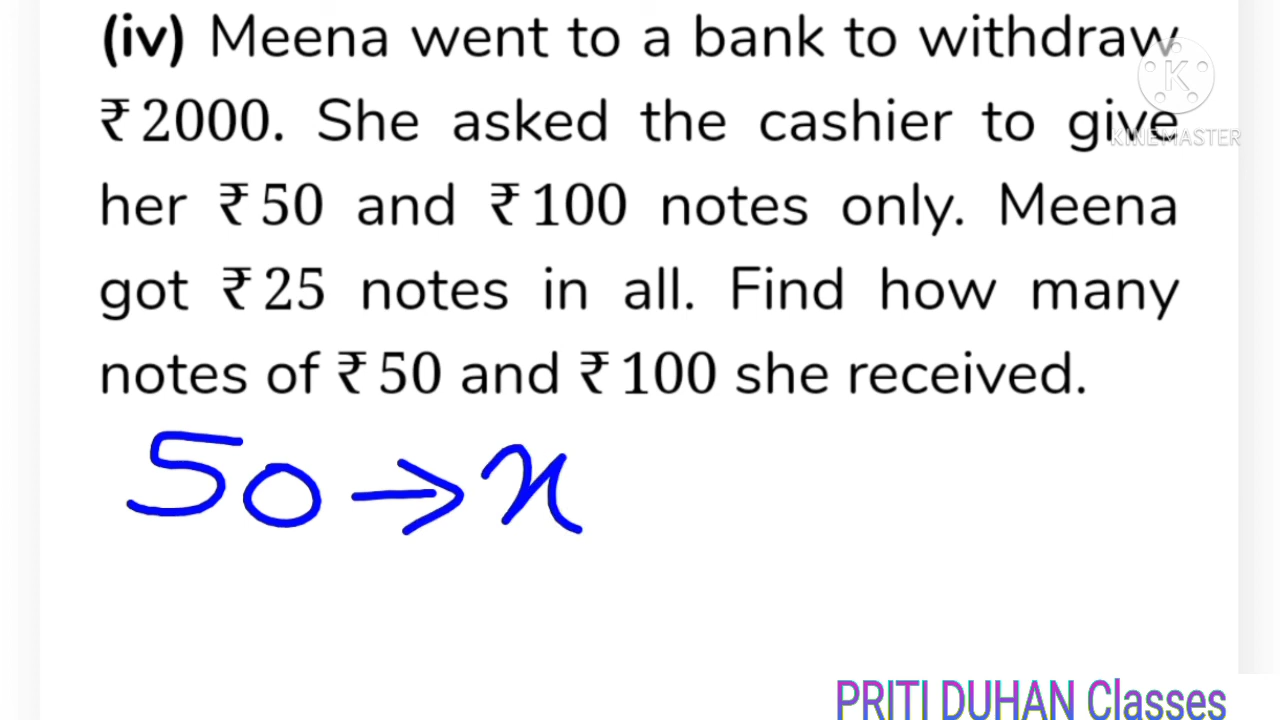 (iv) Meena went to a bank to withdraw
₹2000. She asked the cashier to give
her ₹50 and ₹100 notes only. Meena
got ₹25 notes in all. Find how many
notes of ₹50 and ₹100 she received.
50 → x
K
KINEMASTER
PRITI DUHAN Classes